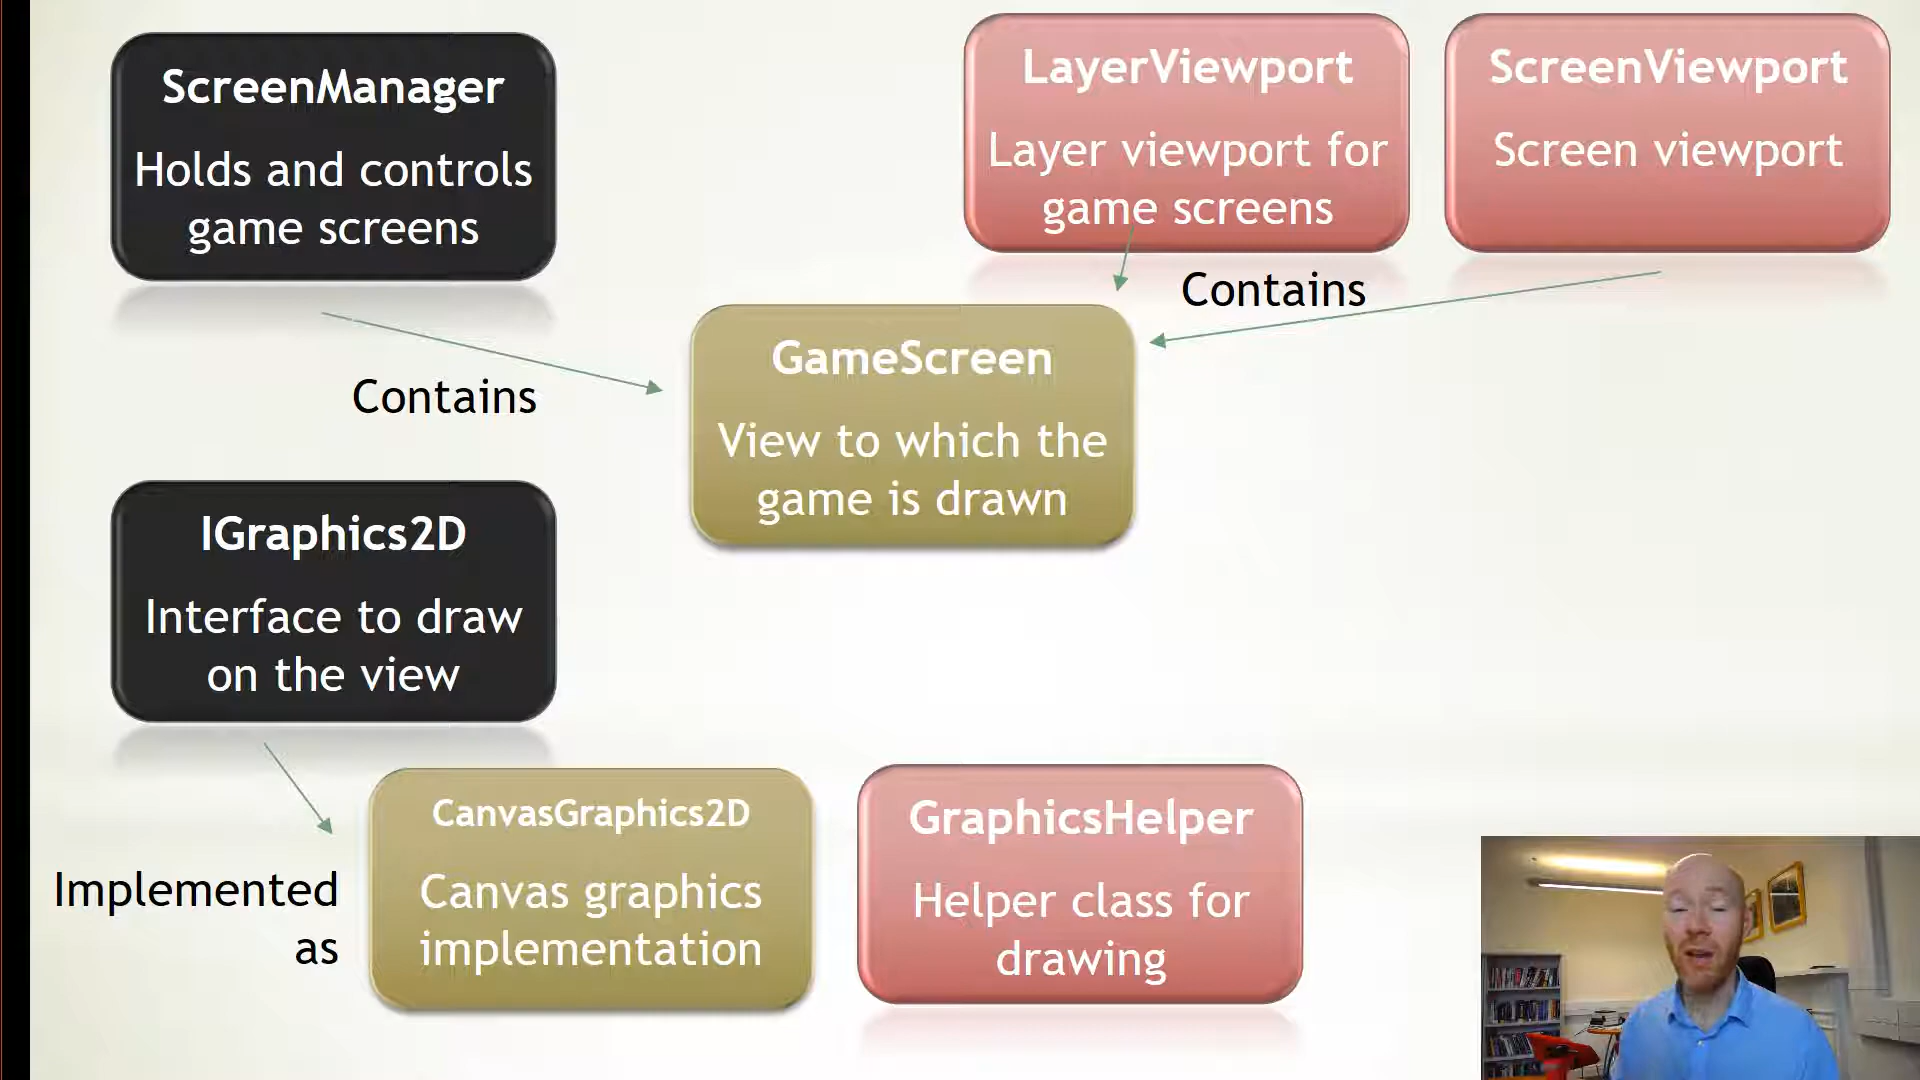 ScreenManager
Holds and controls
game screens
LayerViewport
Layer viewport for
game screens
ScreenViewport
Screen viewport
Contains
Contains
GameScreen
View to which the
game is drawn
IGraphics2D
Interface to draw
on the view
Implemented
as
CanvasGraphics2D
Canvas graphics
implementation
GraphicsHelper
Helper class for
drawing